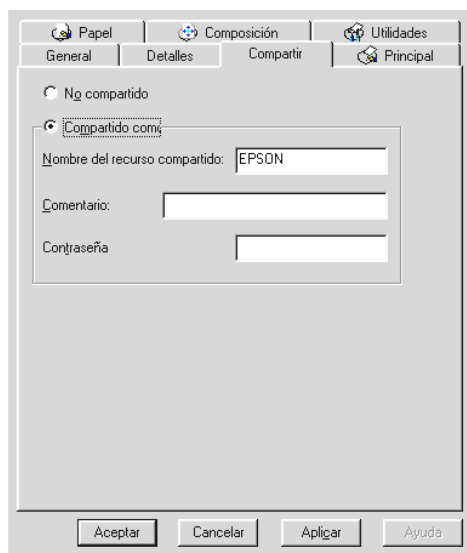 Papel Composición Utilidades
General Detalles Compartir Principal
No compartido
Compartido com
Nombre del recurso compartido: EPSON
Comentario:
Contraseña
Aceptar Cancelar Aplicar Ayuda